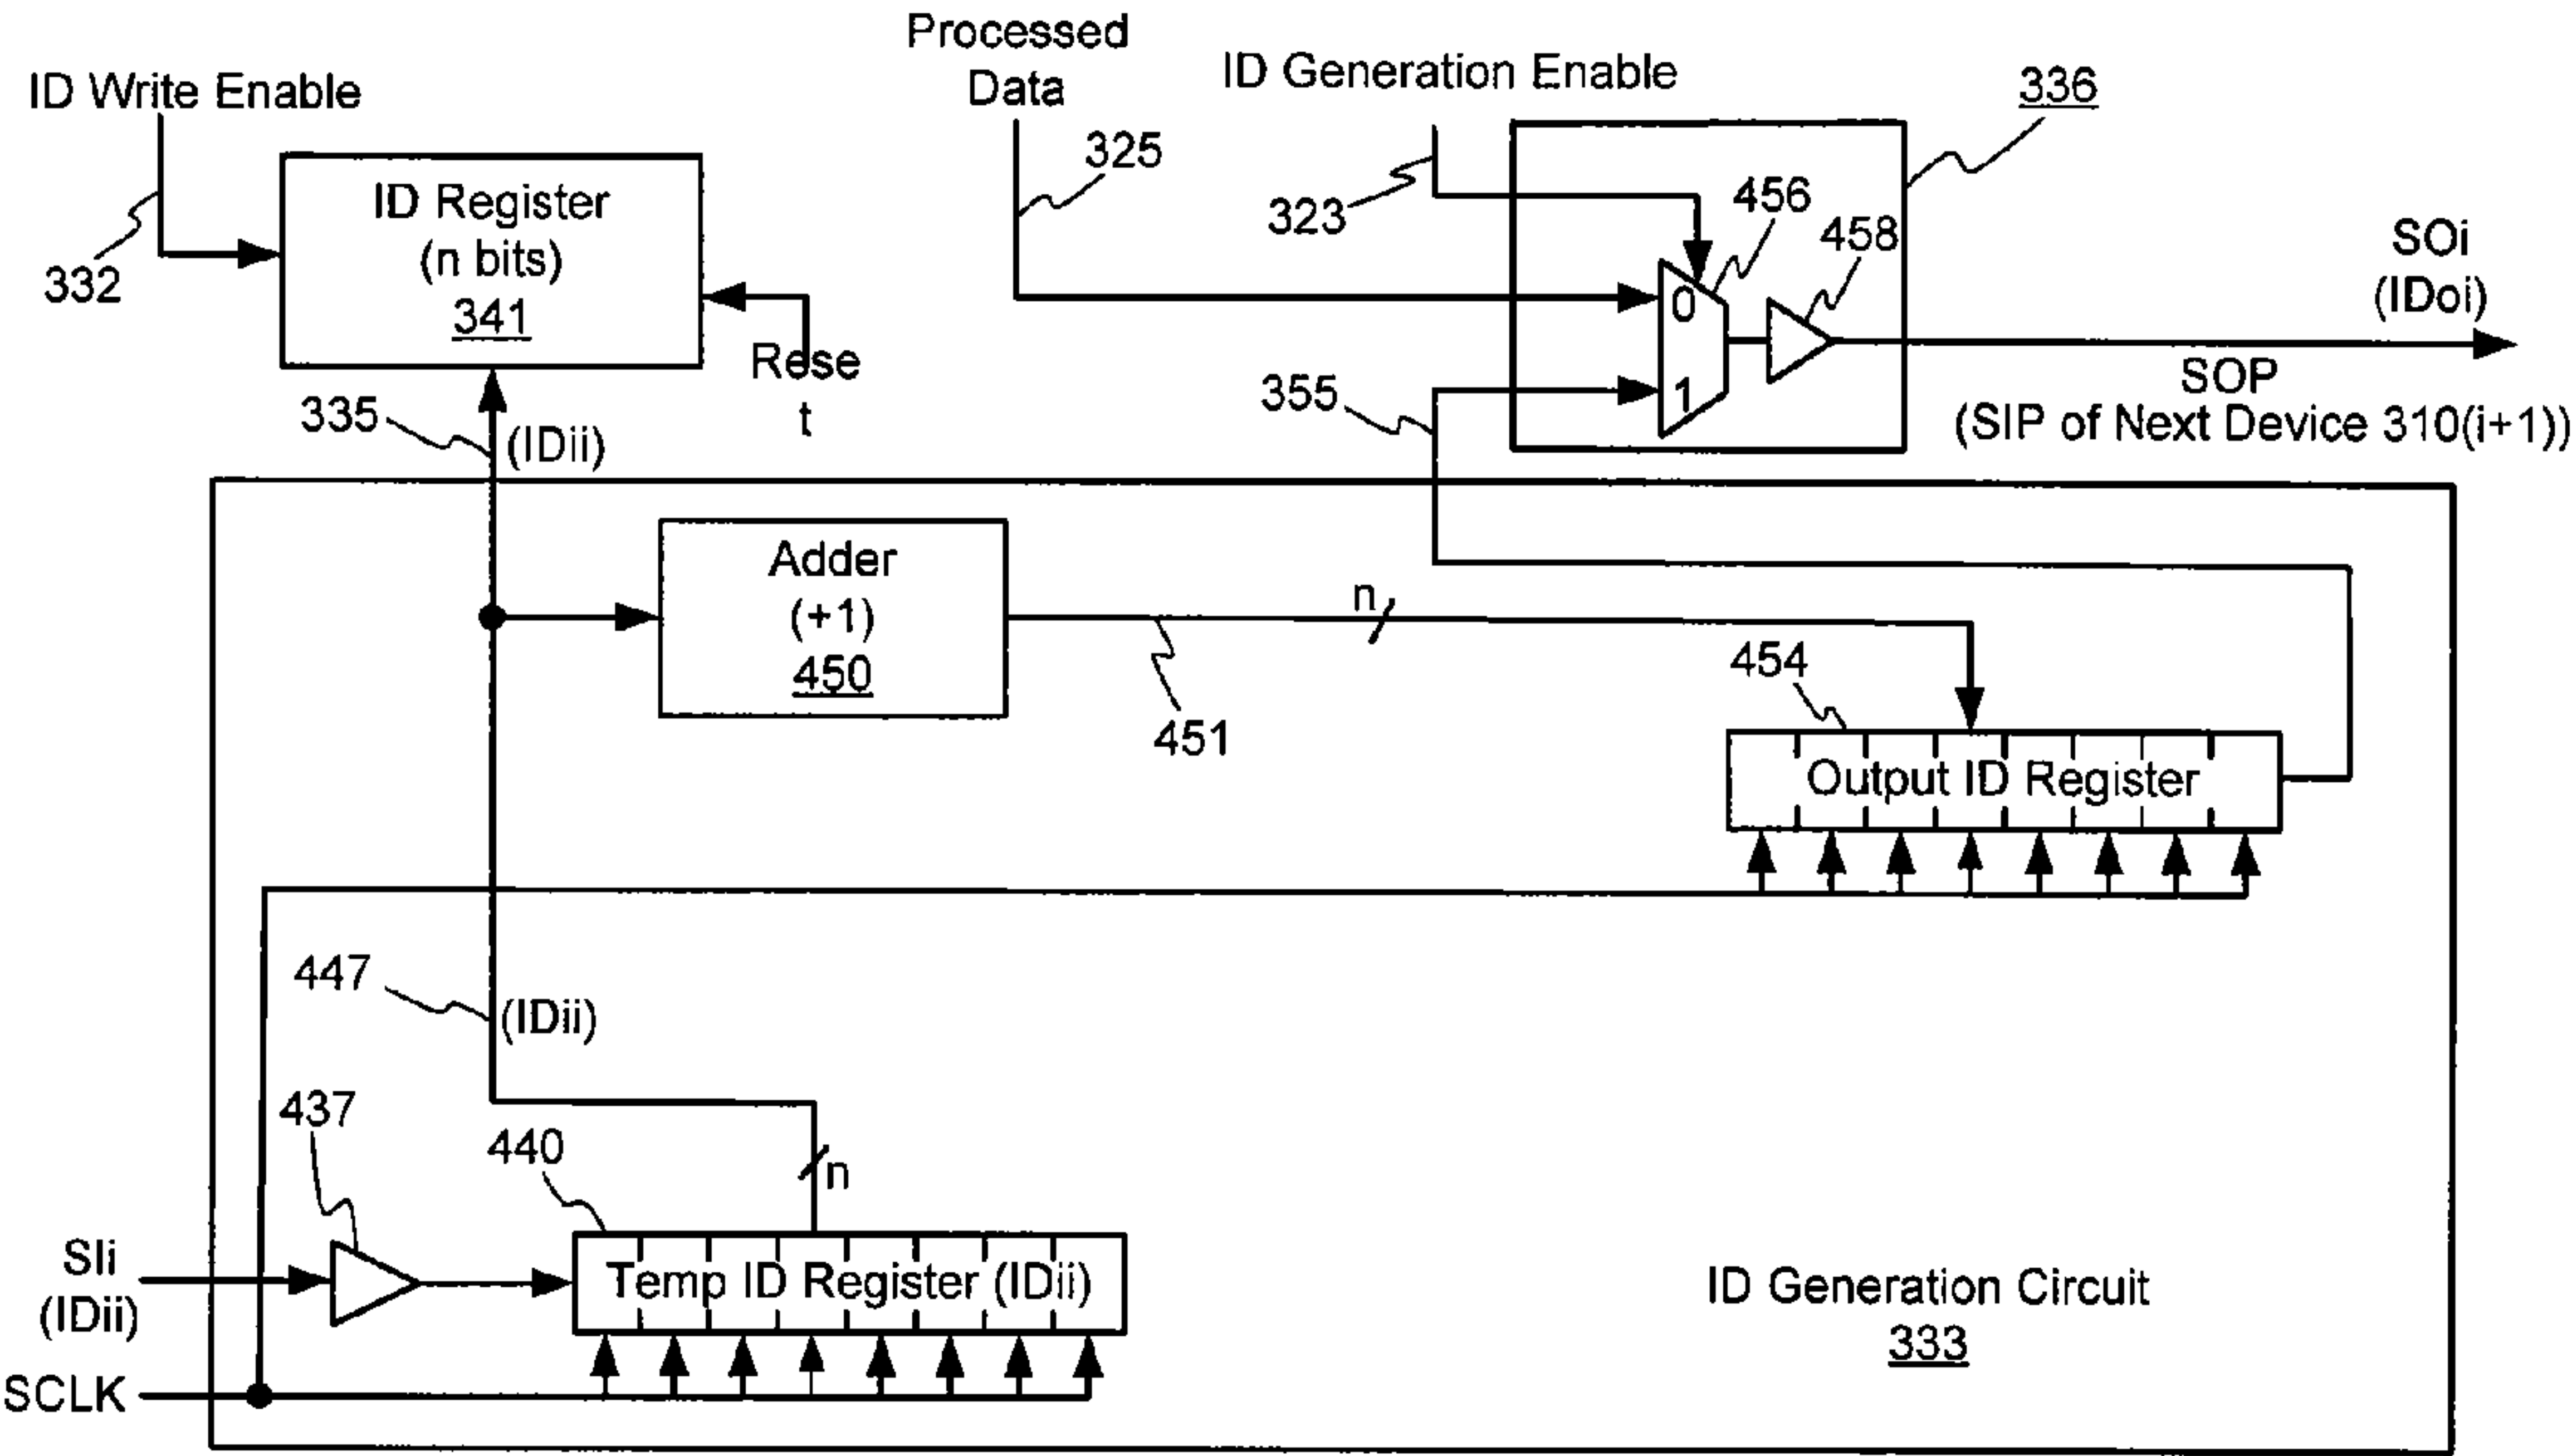 Processed
Data
ID Write Enable
ID Generation Enable
336
325
ID Register
(n bits)
341
332
323
456
458
SOi
(IDoi)
Rese
t
335
(IDii)
355
0
1
SOP
(SIP of Next Device 310(i+1))
Adder
(+1)
450
n
451
454
Output ID Register
447
(IDii)
437
440
n
SIi
(IDii)
Temp ID Register (IDii)
SCLK
ID Generation Circuit
333